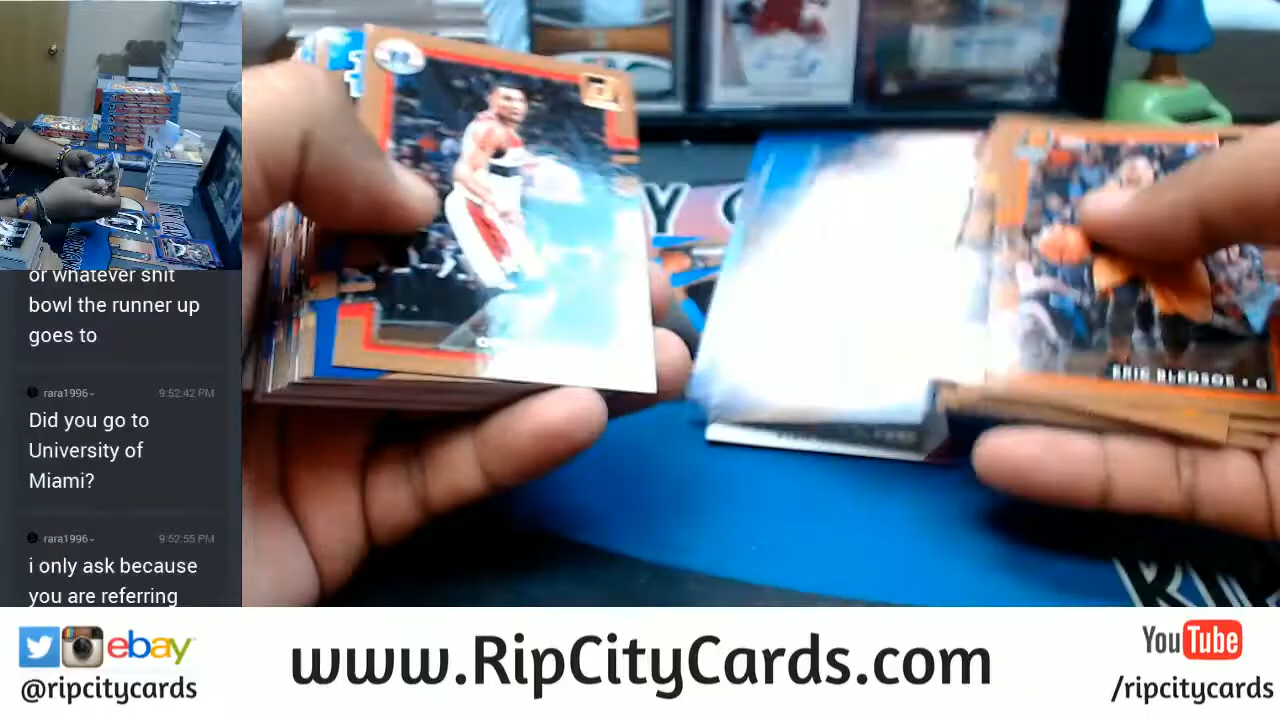 or whatever shit
bowl the runner up
goes to
rara1996
9:52:42 PM
Did you go to
University of
Miami?
rara1996
9:52:55 PM
i only ask because
you are referring
ERIC BLEDSOE • G
ebay
@ripcitycards
www.RipCityCards.com
YouTube
/ripcitycards